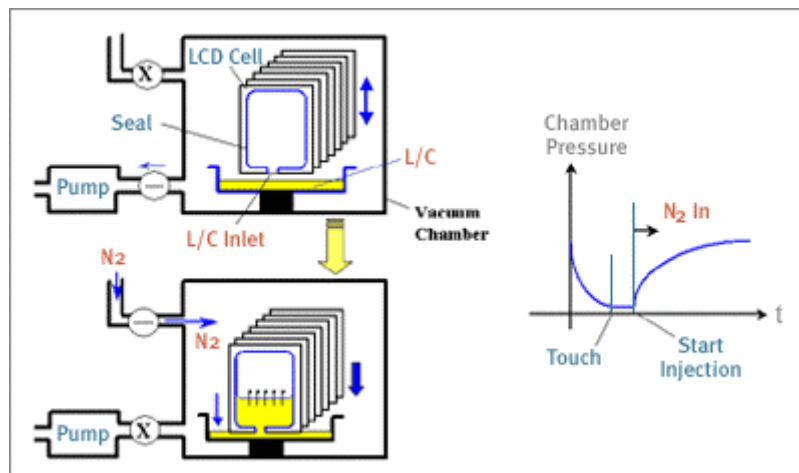 X
LCD Cell
Seal
L/C
Pump
L/C Inlet
Vacuum
Chamber
N2
N2
Pump
X
Chamber
Pressure
N2 In
t
Touch
Start
Injection